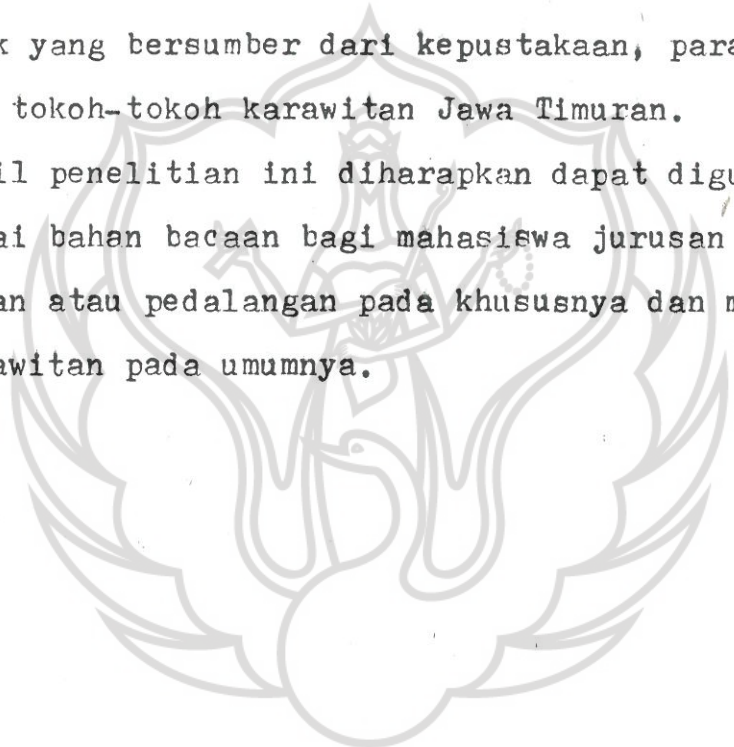 k yang bersumber dari kepustakaan, para
tokoh-tokoh karawitan Jawa Timuran.
il penelitian ini diharapkan dapat digu
ai bahan bacaan bagi mahasiswa jurusan
an atau pedalangan pada khususnya dan m
awitan pada umumnya.